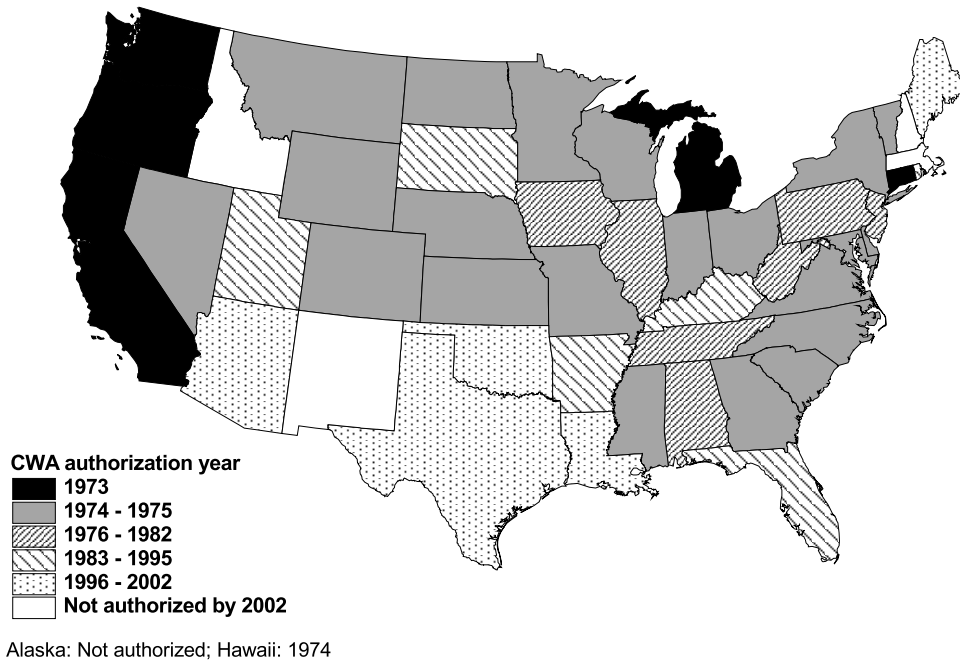 CWA authorization year
1973
1974 - 1975
1976 - 1982
1983 - 1995
1996 - 2002
Not authorized by 2002
Alaska: Not authorized; Hawaii: 1974